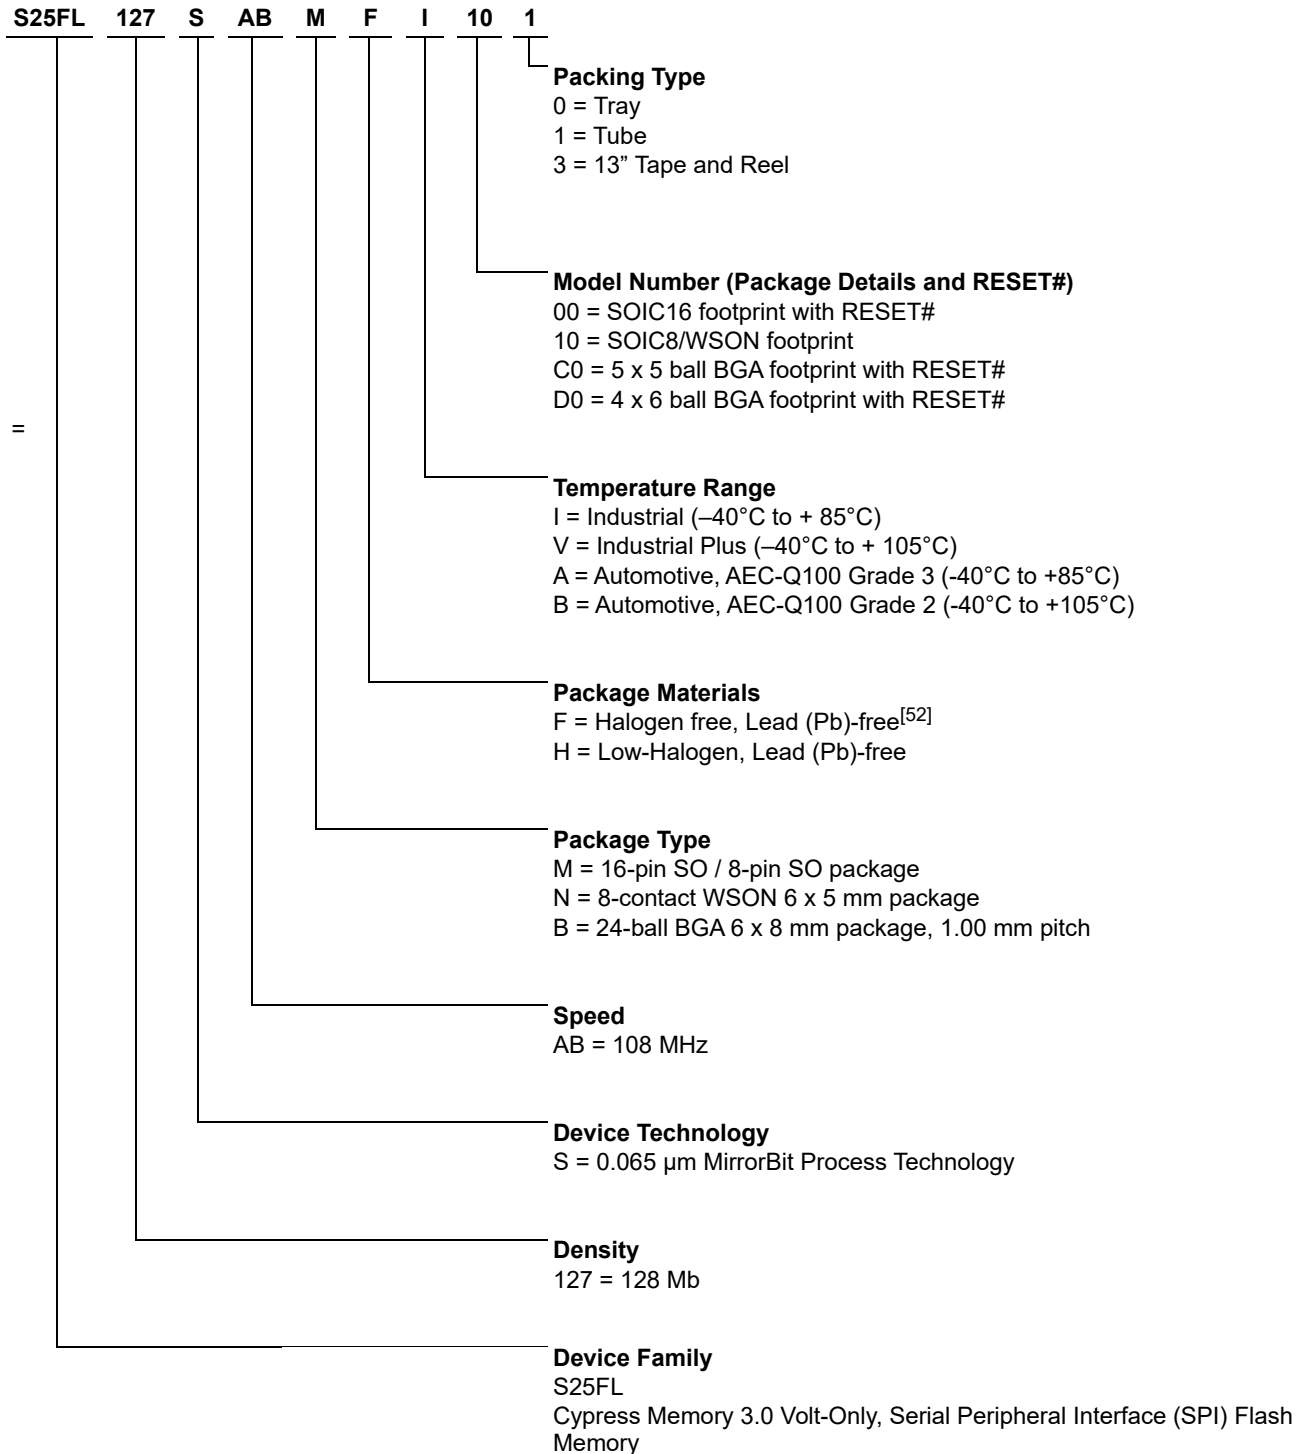 S25FL 127 S AB M F I 10 1
Packing Type
0 = Tray
1 = Tube
3 = 13” Tape and Reel
Model Number (Package Details and RESET#)
00 = SOIC16 footprint with RESET#
10 = SOIC8/WSON footprint
C0 = 5 x 5 ball BGA footprint with RESET#
D0 = 4 x 6 ball BGA footprint with RESET#
=
Temperature Range
I = Industrial (–40°C to + 85°C)
V = Industrial Plus (–40°C to + 105°C)
A = Automotive, AEC-Q100 Grade 3 (-40°C to +85°C)
B = Automotive, AEC-Q100 Grade 2 (-40°C to +105°C)
Package Materials
F = Halogen free, Lead (Pb)-free[52]
H = Low-Halogen, Lead (Pb)-free
Package Type
M = 16-pin SO / 8-pin SO package
N = 8-contact WSON 6 x 5 mm package
B = 24-ball BGA 6 x 8 mm package, 1.00 mm pitch
Speed
AB = 108 MHz
Device Technology
S = 0.065 µm MirrorBit Process Technology
Density
127 = 128 Mb
Device Family
S25FL
Cypress Memory 3.0 Volt-Only, Serial Peripheral Interface (SPI) Flash
Memory